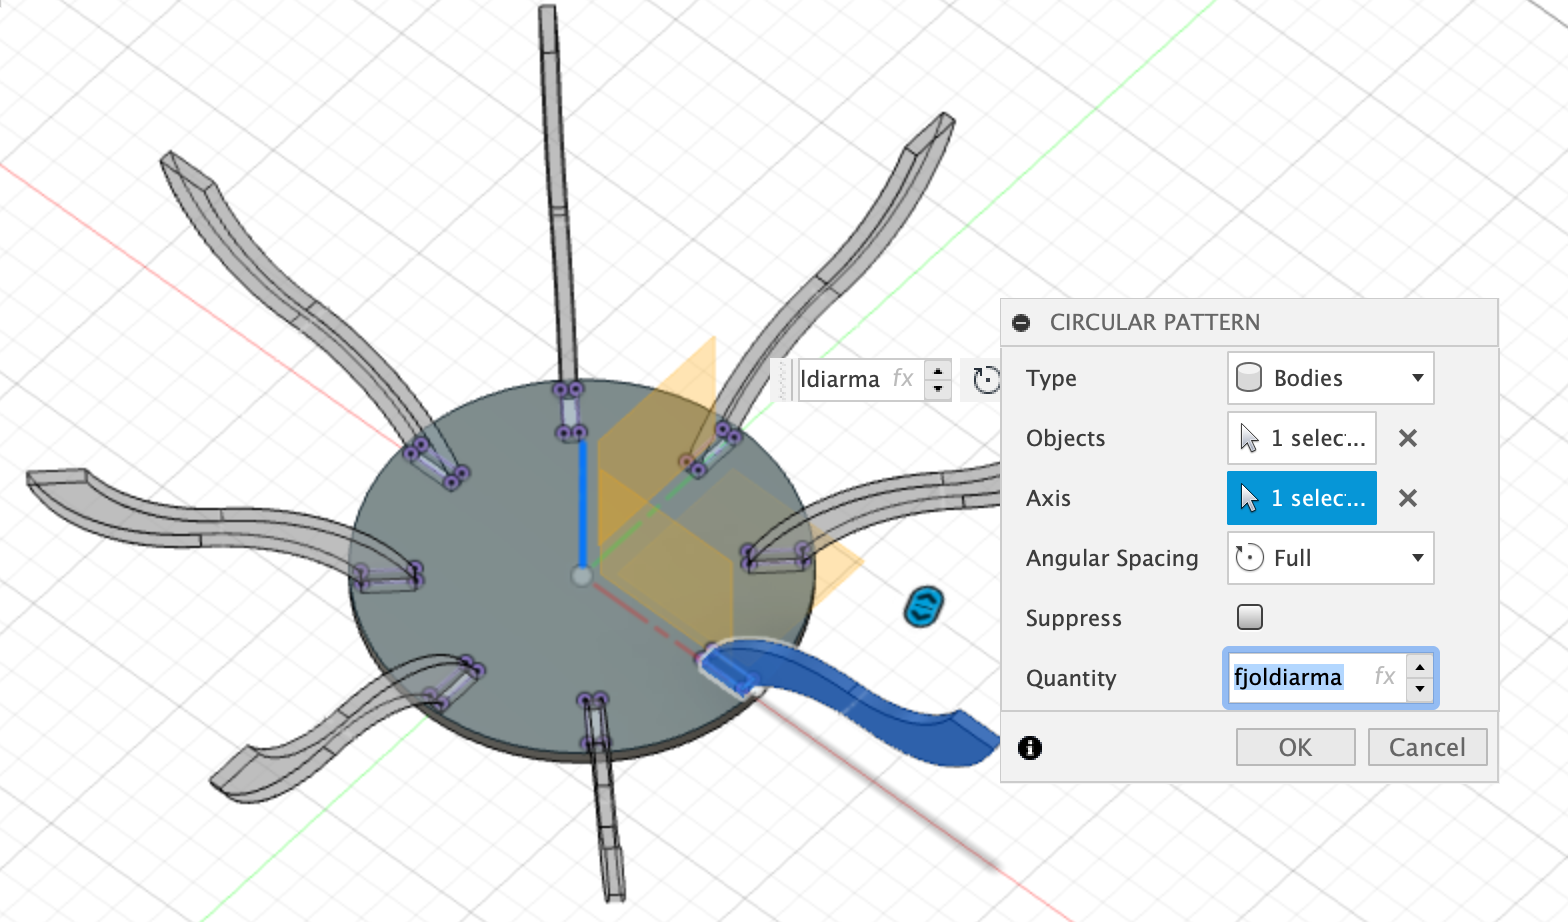 ldiarma fx
CIRCULAR PATTERN
Type Bodies
Objects 1 selec...
Axis 1 selec...
Angular Spacing Full
Suppress
Quantity fjoldiarma fx
OK Cancel